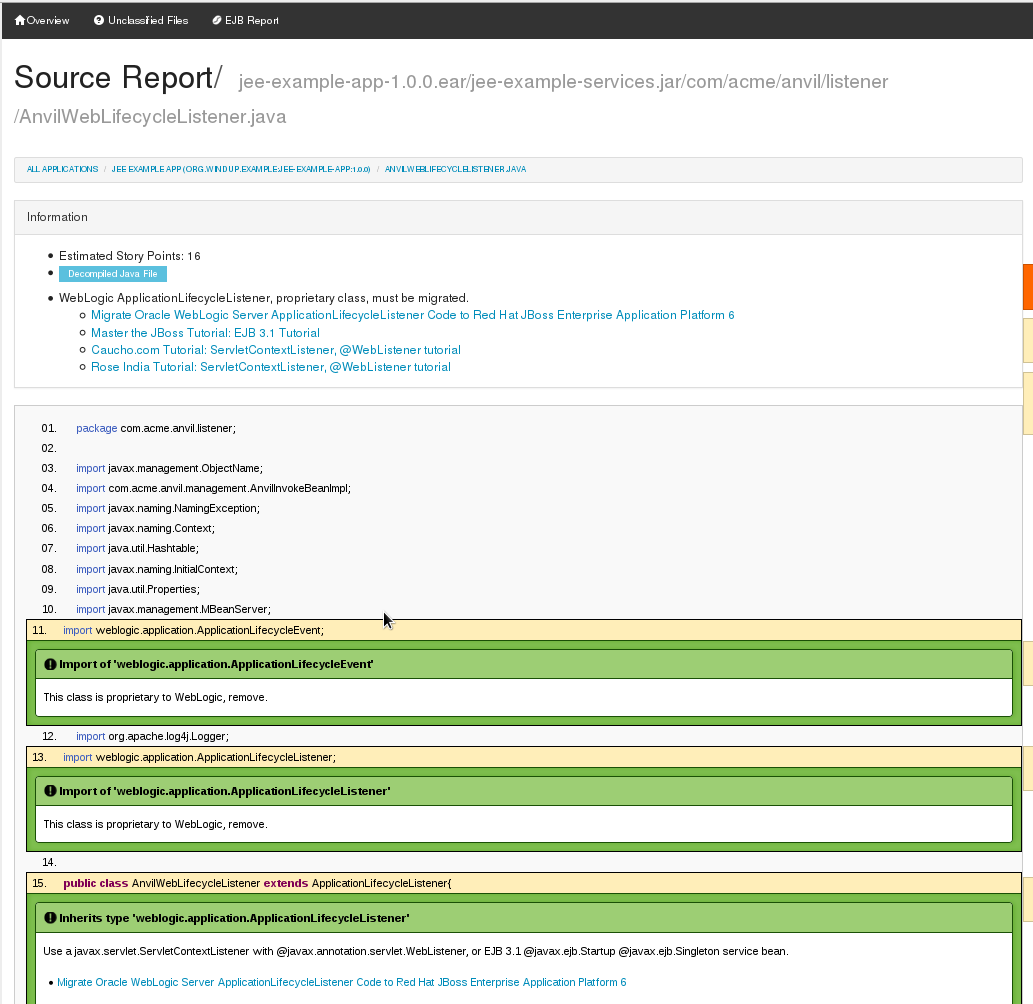 Overview Unclassified Files EJB Report
Source Report/ jee-example-app-1.0.0.ear/jee-example-services.jar/com/acme/anvil/listener
/AnvilWebLifecycleListener.java
ALL APPLICATIONS / JEE EXAMPLE APP (ORG.WINDUP.EXAMPLE:JEE-EXAMPLE-APP:1.0.0) / ANVILWEBLIFECYCLELISTENER.JAVA
Information
• Estimated Story Points: 16
• Decompiled Java File
• WebLogic ApplicationLifecycleListener, proprietary class, must be migrated.
Migrate Oracle WebLogic Server ApplicationLifecycleListener Code to Red Hat JBoss Enterprise Application Platform 6
Master the JBoss Tutorial: EJB 3.1 Tutorial
Caucho.com Tutorial: ServletContextListener, @WebListener tutorial
Rose India Tutorial: ServletContextListener, @WebListener tutorial
01. package com.acme.anvil.listener;
02.
03. import javax.management.ObjectName;
04. import com.acme.anvil.management.AnvilInvokeBeanImpl;
05. import javax.naming.NamingException;
06. import javax.naming.Context;
07. import java.util.Hashtable;
08. import javax.naming.InitialContext;
09. import java.util.Properties;
10. import javax.management.MBeanServer;
11. import weblogic.application.ApplicationLifecycleEvent;
Import of 'weblogic.application.ApplicationLifecycleEvent'
This class is proprietary to WebLogic, remove.
12. import org.apache.log4j.Logger;
13. import weblogic.application.ApplicationLifecycleListener;
Import of 'weblogic.application.ApplicationLifecycleListener'
This class is proprietary to WebLogic, remove.
14.
15. public class AnvilWebLifecycleListener extends ApplicationLifecycleListener{
Inherits type 'weblogic.application.ApplicationLifecycleListener'
Use a javax.servlet.ServletContextListener with @javax.annotation.servlet.WebListener, or EJB 3.1 @javax.ejb.Startup @javax.ejb.Singleton service bean.
• Migrate Oracle WebLogic Server ApplicationLifecycleListener Code to Red Hat JBoss Enterprise Application Platform 6